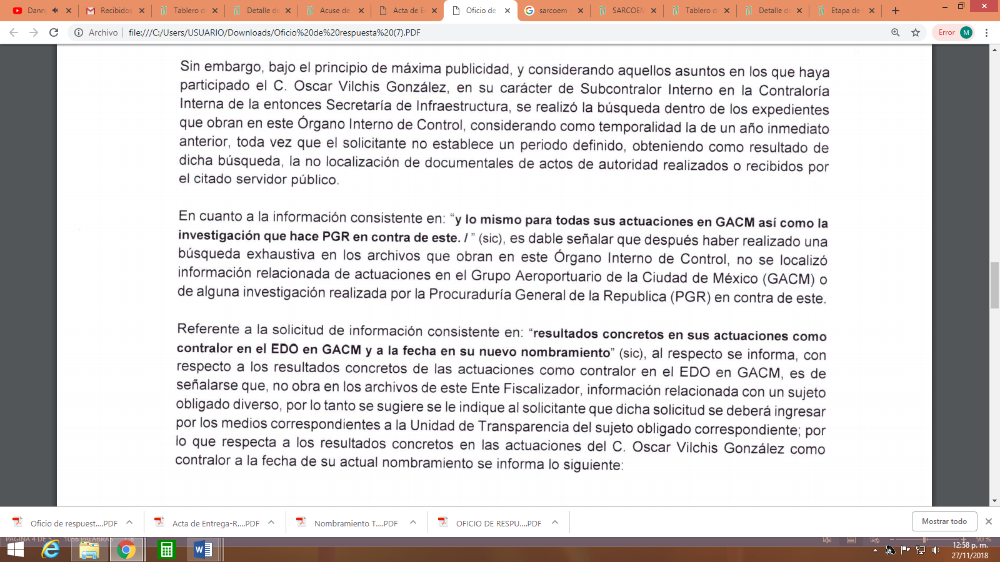 Danny
Recibidos
Tablero d
Detalle de
Acuse de
Acta de E
Oficio de
sarcoem -
SARCOEM
Tablero d
Detalle de
Etapa de
Archivo
file:///C:/Users/USUARIO/Downloads/Oficio%20de%20respuesta%20(7).PDF
Error
M
Sin embargo, bajo el principio de máxima publicidad, y considerando aquellos asuntos en los que haya
participado el C. Oscar Vilchis González, en su carácter de Subcontralor Interno en la Contraloría
Interna de la entonces Secretaría de Infraestructura, se realizó la búsqueda dentro de los expedientes
que obran en este Órgano Interno de Control, considerando como temporalidad la de un año inmediato
anterior, toda vez que el solicitante no establece un periodo definido, obteniendo como resultado de
dicha búsqueda, la no localización de documentales de actos de autoridad realizados o recibidos por
el citado servidor público.
En cuanto a la información consistente en: “y lo mismo para todas sus actuaciones en GACM así como la
investigación que hace PGR en contra de este. / ” (sic), es dable señalar que después haber realizado una
búsqueda exhaustiva en los archivos que obran en este Órgano Interno de Control, no se localizó
información relacionada de actuaciones en el Grupo Aeroportuario de la Ciudad de México (GACM) o
de alguna investigación realizada por la Procuraduría General de la Republica (PGR) en contra de este.
Referente a la solicitud de información consistente en: “resultados concretos en sus actuaciones como
contralor en el EDO en GACM y a la fecha en su nuevo nombramiento” (sic), al respecto se informa, con
respecto a los resultados concretos de las actuaciones como contralor en el EDO en GACM, es de
señalarse que, no obra en los archivos de este Ente Fiscalizador, información relacionada con un sujeto
obligado diverso, por lo tanto se sugiere se le indique al solicitante que dicha solicitud se deberá ingresar
por los medios correspondientes a la Unidad de Transparencia del sujeto obligado correspondiente; por
lo que respecta a los resultados concretos en las actuaciones del C. Oscar Vilchis González como
contralor a la fecha de su actual nombramiento se informa lo siguiente:
Oficio de respuest....PDF
Acta de Entrega-R....PDF
Nombramiento T....PDF
OFICIO DE RESPU....PDF
Mostrar todo
PÁGINA 4 DE 5
1056 PALABRAS
90 %
12:58 p. m.
27/11/2018